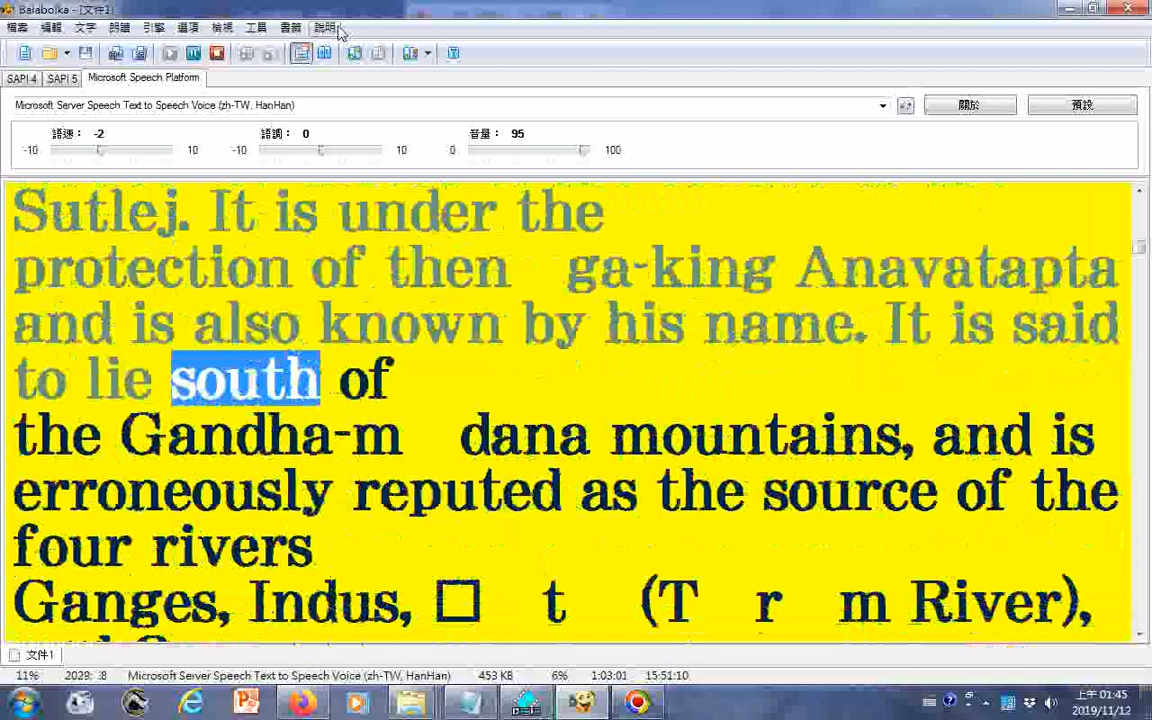 Balabolka - [文件1]
檔案 編輯 文字 朗讀 引擎 選項 檢視 工具 書籤 說明
SAPI 4 SAPI 5 Microsoft Speech Platform
Microsoft Server Speech Text to Speech Voice (zh-TW, HanHan) 關於 預設
語速： -2 語調： 0 音量： 95
-10 10 -10 10 0 100
Sutlej. It is under the
protection of then ga-king Anavatapta
and is also known by his name. It is said
to lie south of
the Gandha-m dana mountains, and is
erroneously reputed as the source of the
four rivers
Ganges, Indus, □ t (T r m River),
文件1
11% Microsoft Server Speech Text to Speech Voice (zh-TW, HanHan) 453 KB 6% 1:03:01 15:51:10
上午 01:45
2019/11/12